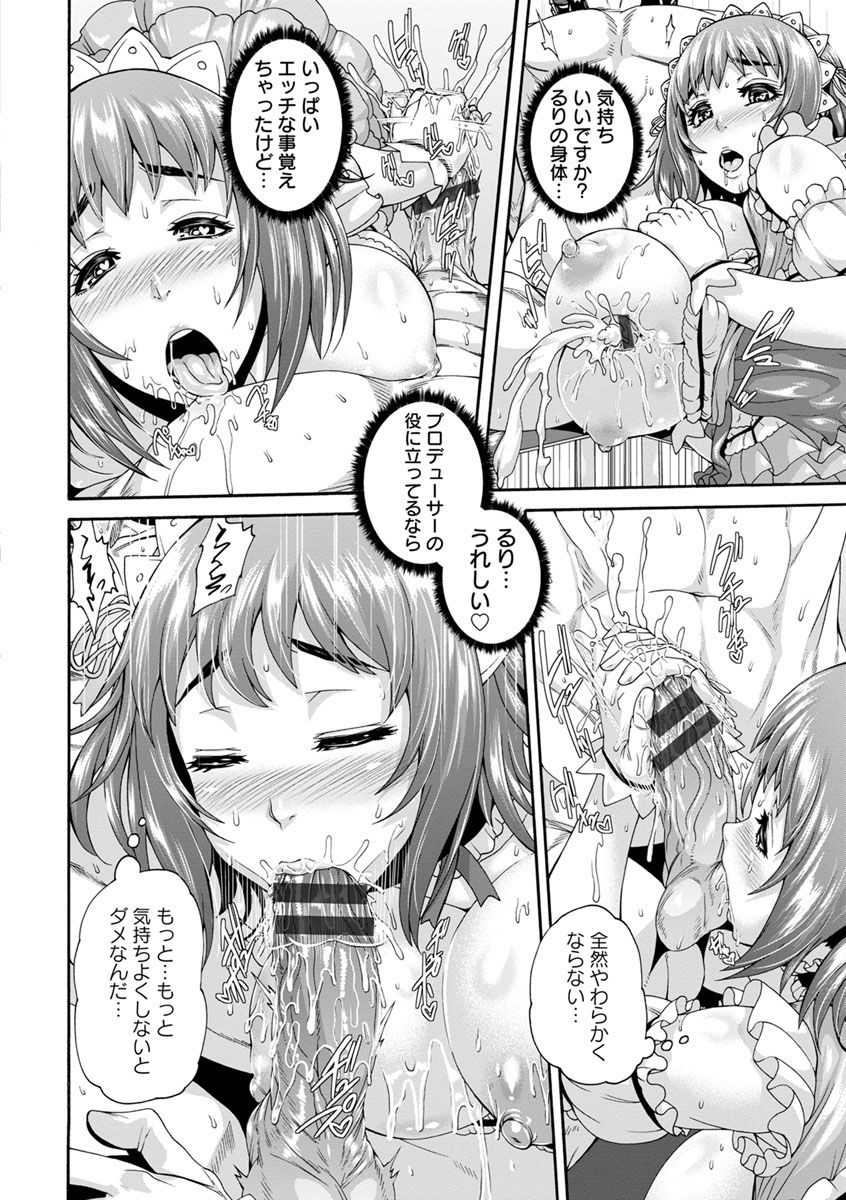 気持ち
いいですか?
るりの身体…
いっぱい
エッチな事覚え
ちゃったけど…
プロデューサーの
役に立ってるなら
るり…
うれしい♡
全然やわらかく
ならない…
もっと…もっと
気持ちよくしないと
ダメなんだ…